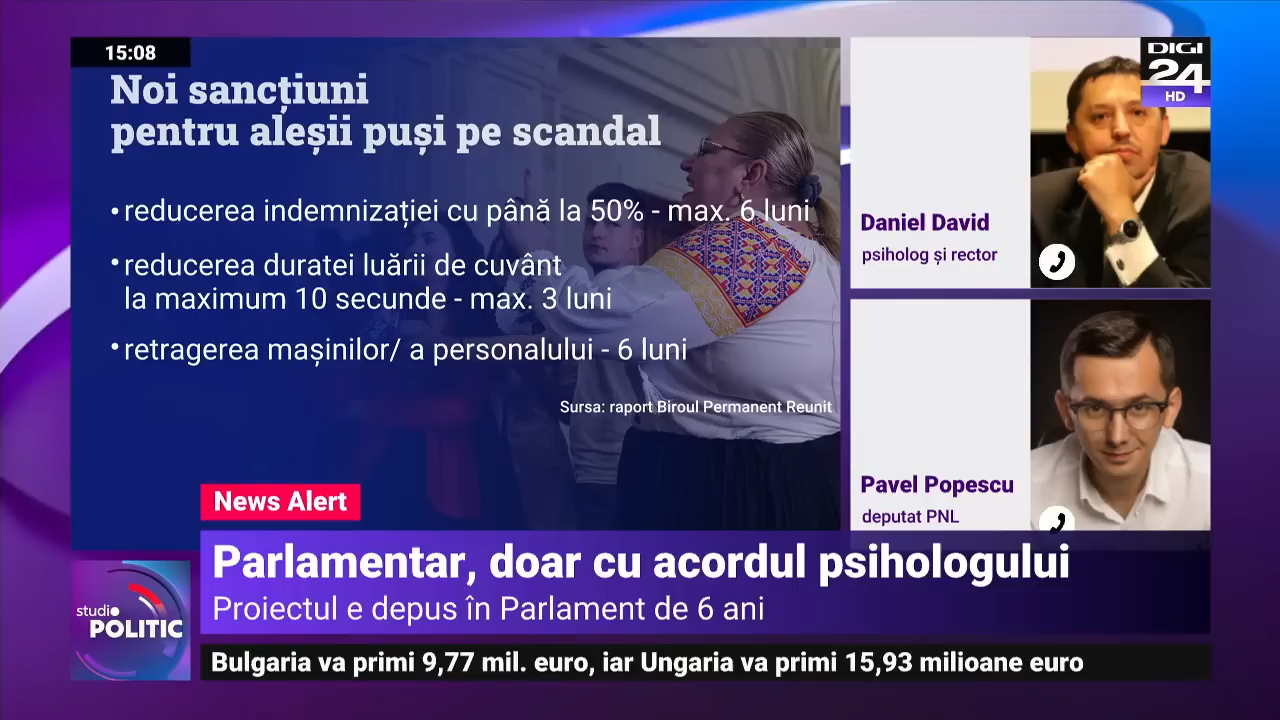 15:08
Noi sancțiuni
pentru aleșii puși pe scandal
• reducerea indemnizației cu până la 50% - max. 6 luni
• reducerea duratei luării de cuvânt
la maximum 10 secunde - max. 3 luni
• retragerea mașinilor/ a personalului - 6 luni
Sursa: raport Biroul Permanent Reunit
DIGI
24
HD
Daniel David
psiholog și rector
Pavel Popescu
deputat PNL
News Alert
Parlamentar, doar cu acordul psihologului
Proiectul e depus în Parlament de 6 ani
studio
POLITIC
Bulgaria va primi 9,77 mil. euro, iar Ungaria va primi 15,93 milioane euro